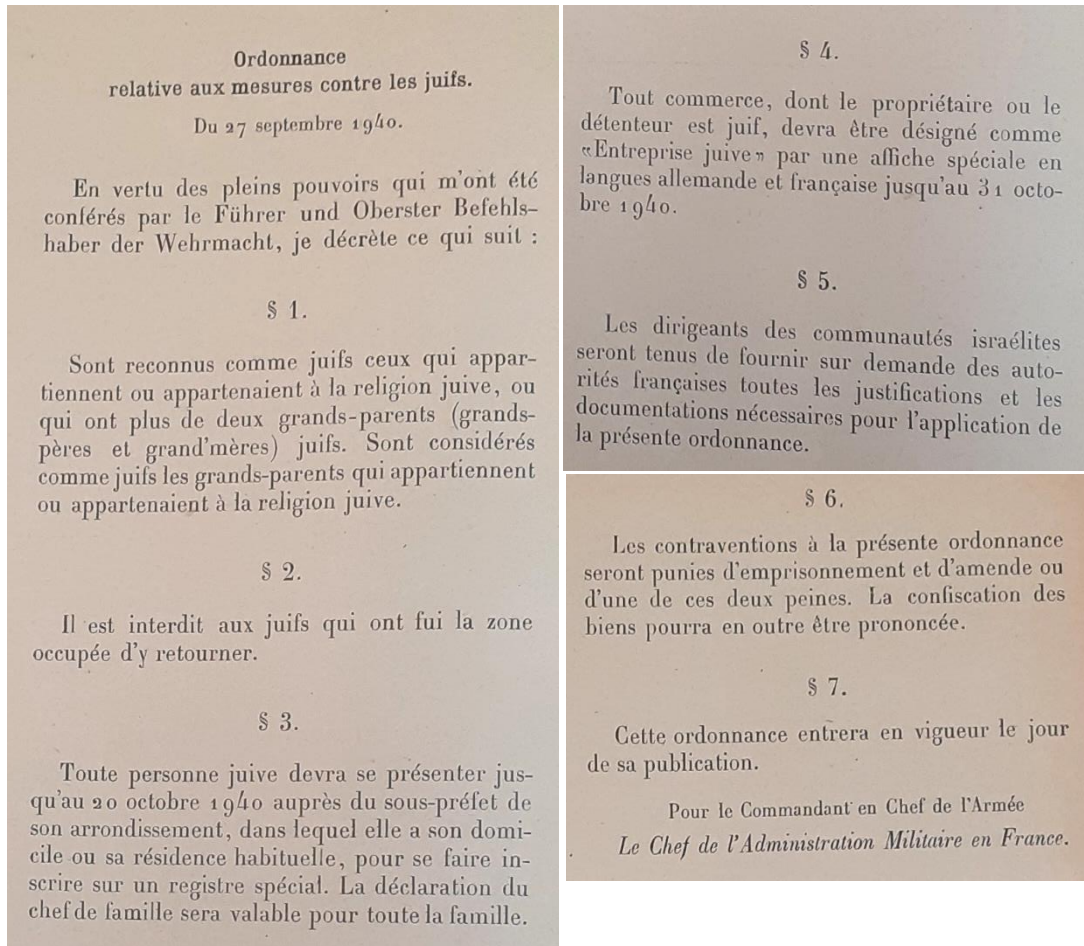 Ordonnance
relative aux mesures contre les juifs.
Du 27 septembre 1940.
En vertu des pleins pouvoirs qui m'ont été
conférés par le Führer und Oberster Befehls-
haber der Wehrmacht, je décrète ce qui suit :
§ 1.
Sont reconnus comme juifs ceux qui appar-
tiennent ou appartenaient à la religion juive, ou
qui ont plus de deux grands-parents (grands-
pères et grand'mères) juifs. Sont considérés
comme juifs les grands-parents qui appartiennent
ou appartenaient à la religion juive.
§ 2.
Il est interdit aux juifs qui ont fui la zone
occupée d'y retourner.
§ 3.
Toute personne juive devra se présenter jus-
qu'au 20 octobre 1940 auprès du sous-préfet de
son arrondissement, dans lequel elle a son domi-
cile ou sa résidence habituelle, pour se faire in-
scrire sur un registre spécial. La déclaration du
chef de famille sera valable pour toute la famille.
§ 4.
Tout commerce, dont le propriétaire ou le
détenteur est juif, devra être désigné comme
«Entreprise juive» par une affiche spéciale en
langues allemande et française jusqu'au 31 octo-
bre 1940.
§ 5.
Les dirigeants des communautés israélites
seront tenus de fournir sur demande des auto-
rités françaises toutes les justifications et les
documentations nécessaires pour l'application de
la présente ordonnance.
§ 6.
Les contraventions à la présente ordonnance
seront punies d'emprisonnement et d'amende ou
d'une de ces deux peines. La confiscation des
biens pourra en outre être prononcée.
§ 7.
Cette ordonnance entrera en vigueur le jour
de sa publication.
Pour le Commandant en Chef de l'Armée
Le Chef de l'Administration Militaire en France.